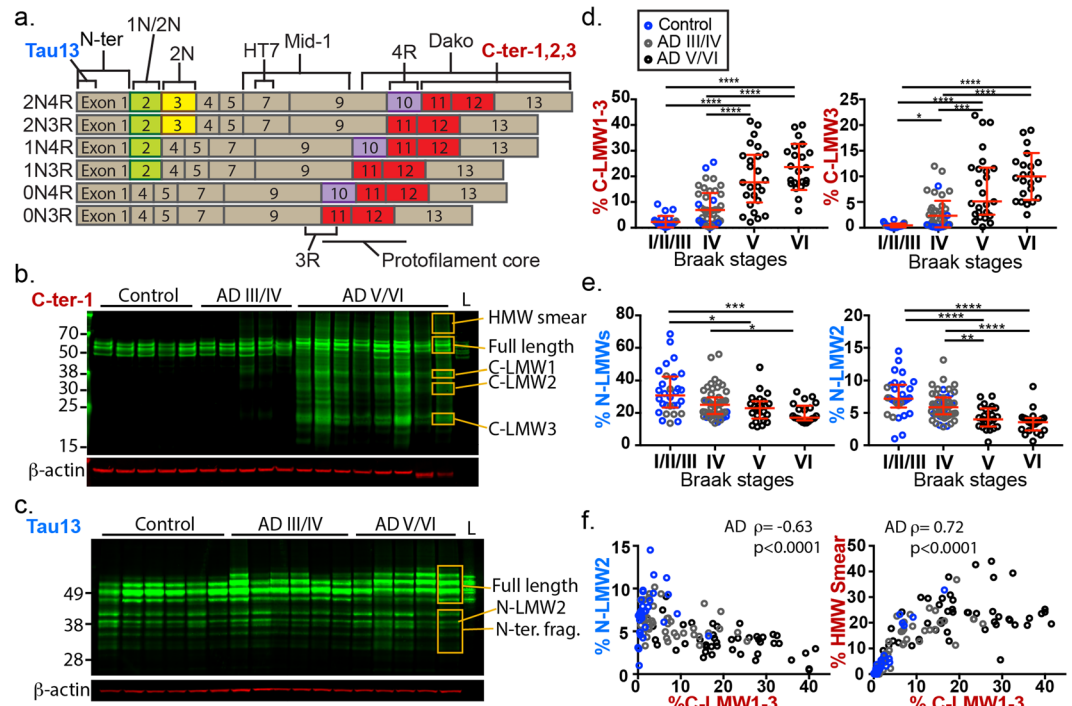 a.
1N/2N
N-ter
Mid-1
Dako
Tau13
2N
HT7
4R
C-ter-1,2,3
2N4R Exon 1 2 3 4 5 7 9 10 11 12 13
2N3R Exon 1 2 3 4 5 7 9 11 12 13
1N4R Exon 1 2 4 5 7 9 10 11 12 13
1N3R Exon 1 2 4 5 7 9 11 12 13
0N4R Exon 1 4 5 7 9 10 11 12 13
0N3R Exon 1 4 5 7 9 11 12 13
3R
Protofilament core
b.
C-ter-1
Control AD III/IV AD V/VI L
70
50
38
30
25
15
HMW smear
Full length
C-LMW1
C-LMW2
C-LMW3
β-actin
c.
Tau13
Control AD III/IV AD V/VI L
49
38
28
Full length
N-LMW2
N-ter. frag.
β-actin
d.
Control
AD III/IV
AD V/VI
% C-LMW1-3
50
40
30
20
10
0
****
****
****
****
I/II/III IV V VI
Braak stages
% C-LMW3
25
20
15
10
5
0
****
****
****
***
*
I/II/III IV V VI
Braak stages
e.
% N-LMWs
80
60
40
20
0
***
*
*
I/II/III IV V VI
Braak stages
% N-LMW2
20
15
10
5
0
****
****
****
**
I/II/III IV V VI
Braak stages
f.
AD ρ= -0.63
p<0.0001
% N-LMW2
15
10
5
0
0 10 20 30 40
%C-LMW1-3
AD ρ= 0.72
p<0.0001
% HMW Smear
50
40
30
20
10
0
0 10 20 30 40
% C-LMW1-3